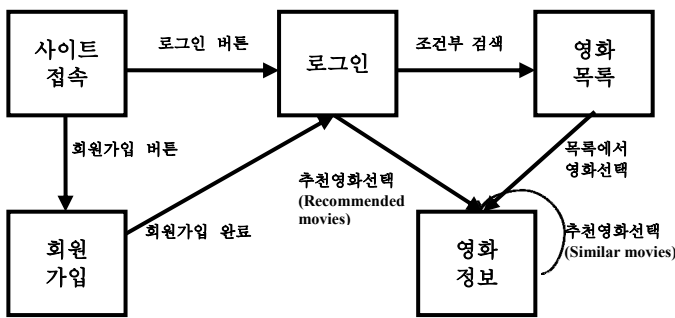 사이트
접속
로그인 버튼
로그인
조건부 검색
영화
목록
회원가입 버튼
목록에서
영화선택
추천영화선택
(Recommended
movies)
회원
가입
회원가입 완료
영화
정보
추천영화선택
(Similar movies)